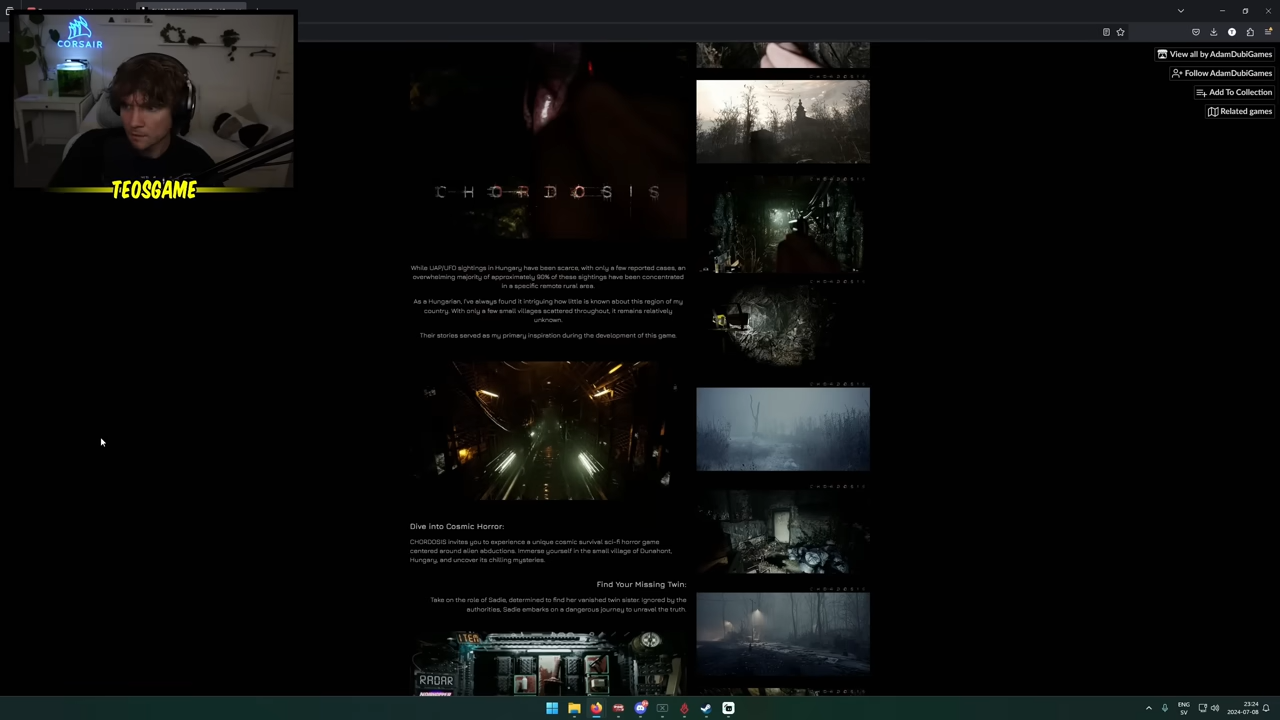 CORSAIR
TEOSGAME
View all by AdamDubiGames
Follow AdamDubiGames
Add To Collection
Related games
CHORDOSIS
While UAP/UFO sightings in Hungary have been scarce, with only a few reported cases, an
overwhelming majority of approximately 90% of these sightings have been concentrated
in a specific remote rural area.
As a Hungarian, I've always found it intriguing how little is known about this region of my
country. With only a few small villages scattered throughout, it remains relatively
unknown.
Their stories served as my primary inspiration during the development of this game.
Dive into Cosmic Horror:
CHORDOSIS invites you to experience a unique cosmic survival sci-fi horror game
centered around alien abductions. Immerse yourself in the small village of Dunahont,
Hungary, and uncover its chilling mysteries.
Find Your Missing Twin:
Take on the role of Sadie, determined to find her vanished twin sister. Ignored by the
authorities, Sadie embarks on a dangerous journey to unravel the truth.
ITEM
RADAR
ENG
SV
23:24
2024-07-08